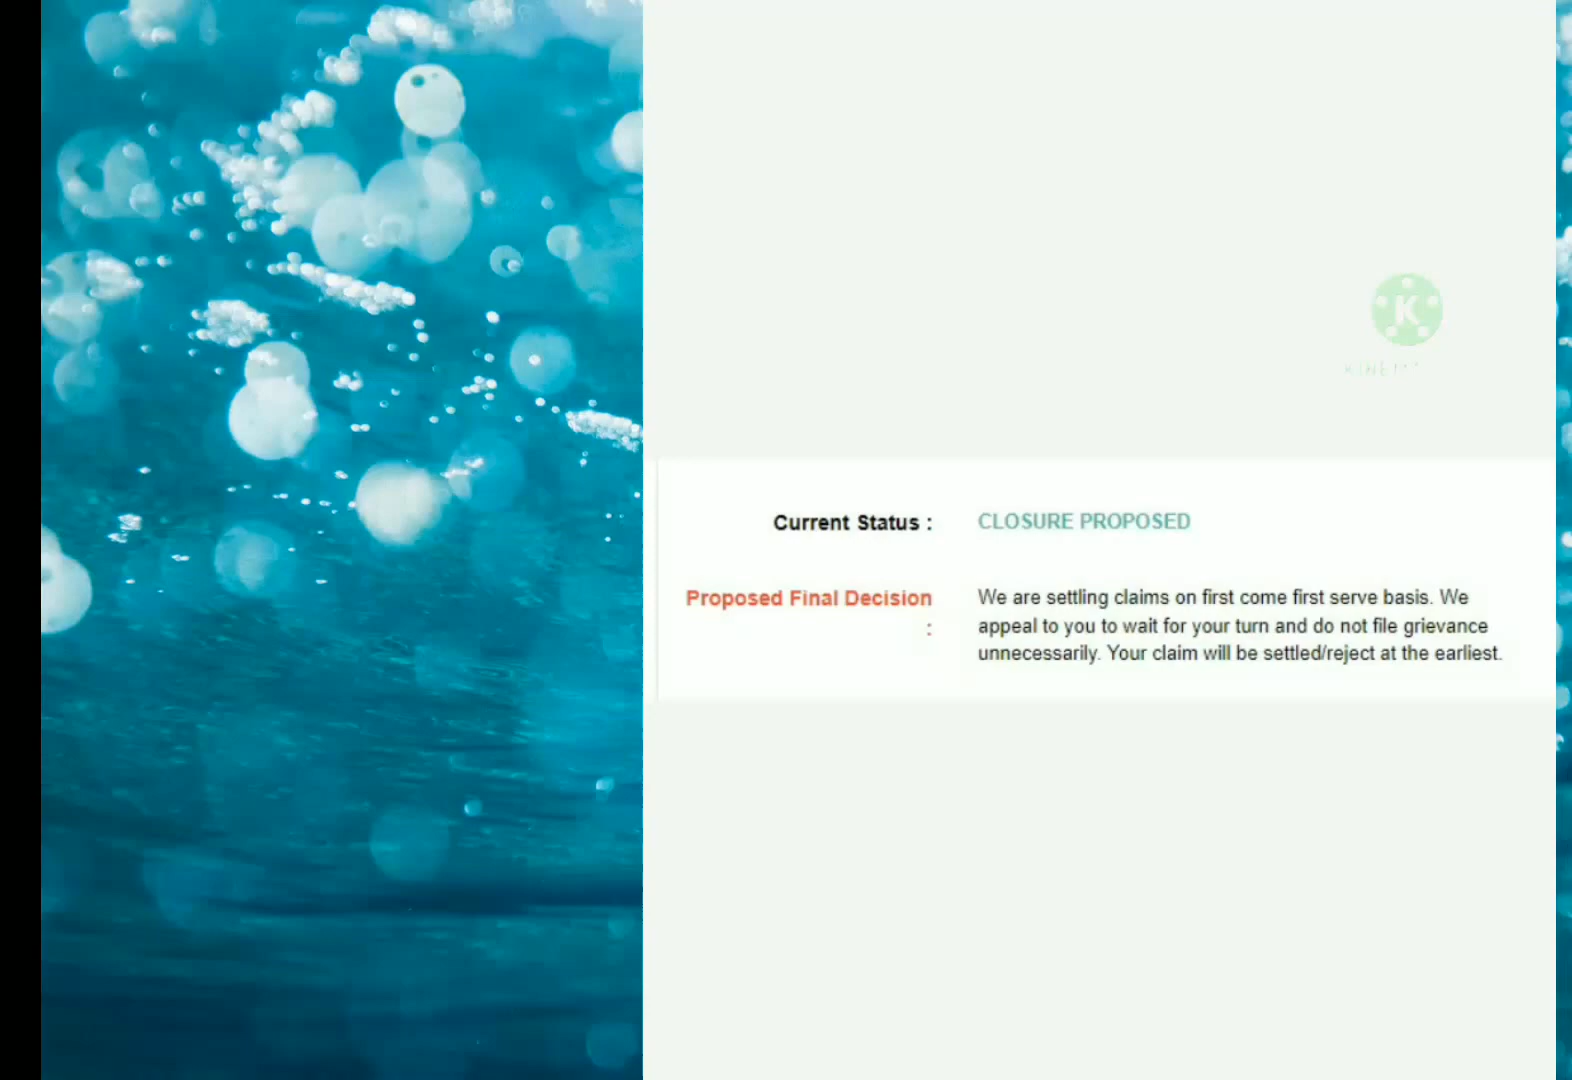 K
KINEM
Current Status : CLOSURE PROPOSED
Proposed Final Decision : We are settling claims on first come first serve basis. We
appeal to you to wait for your turn and do not file grievance
unnecessarily. Your claim will be settled/reject at the earliest.